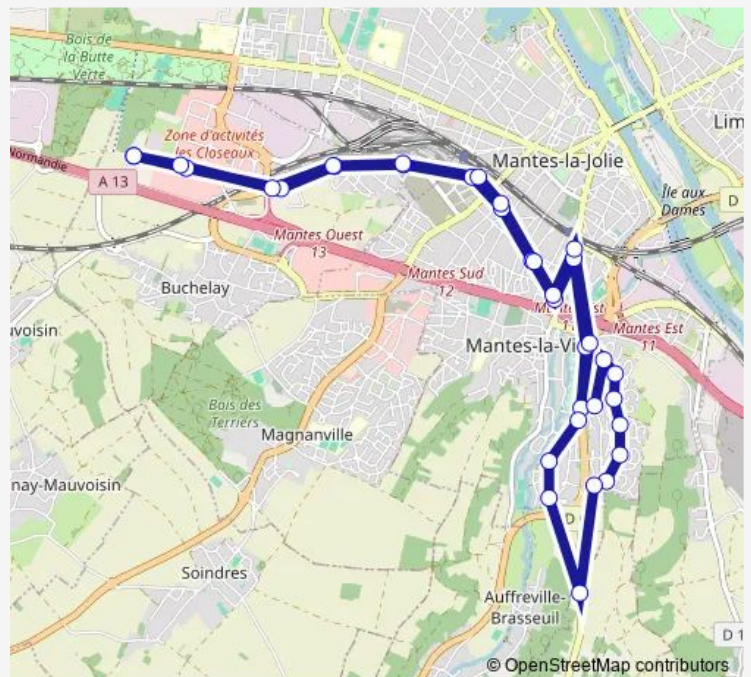 Bois de
la Butte
Verte
Zone d'activités
les Closeaux
Lim
Normandie
A 13
Mantes-la-Jolie
Île aux
Dames
D
Mantes Ouest
13
Mantes Sud
12
Buchelay
Mantes Est
11
Mantes-la-Vi
Bois des
Terriers
Magnanville
nay-Mauvoisin
D
Soindres
Auffreville-
Brasseuil
D 1
© OpenStreetMap contributors